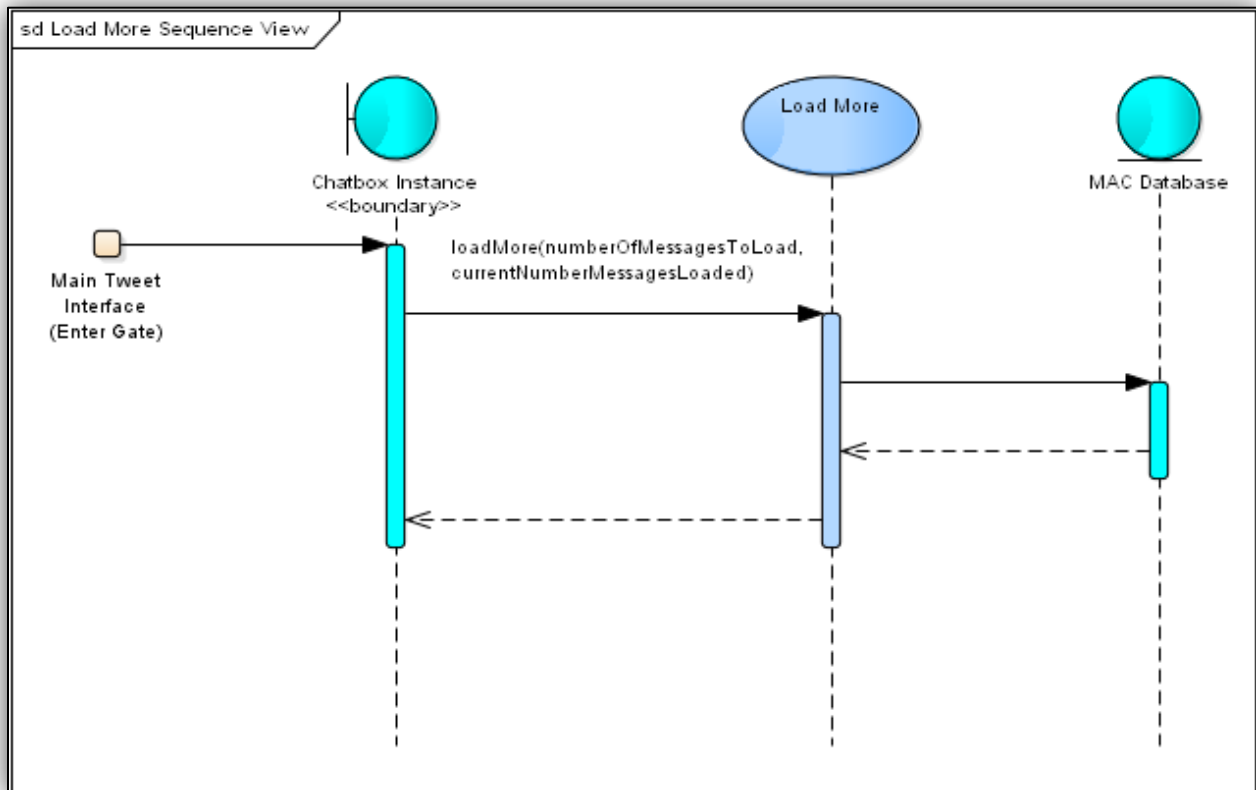 sd Load More Sequence View
Load More
Chatbox Instance
<<boundary>>
MAC Database
loadMore(numberOfMessagesToLoad,
currentNumberMessagesLoaded)
Main Tweet
Interface
(Enter Gate)